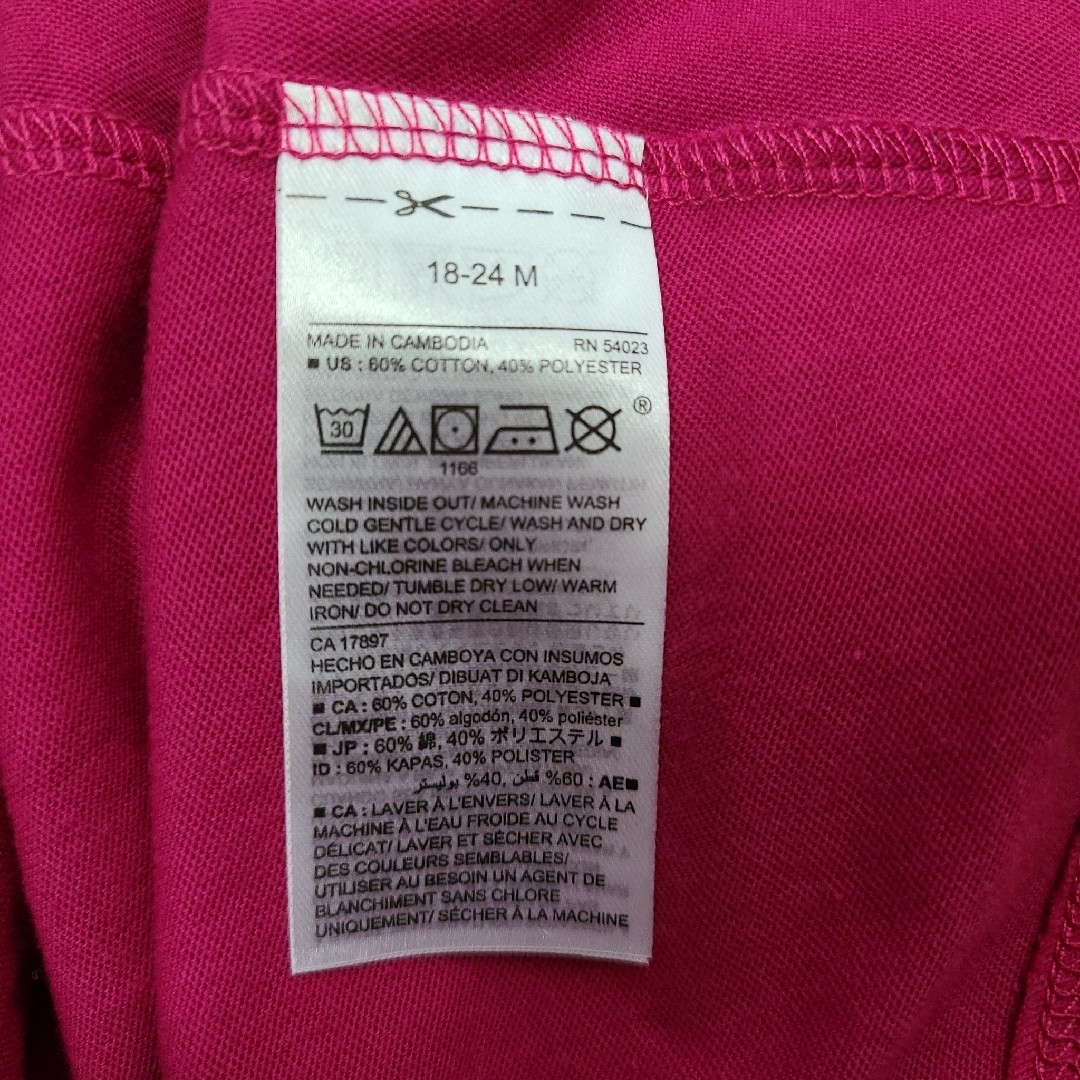 18-24 M
MADE IN CAMBODIA RN 54023
■ US : 60% COTTON, 40% POLYESTER
30 ®
1166
WASH INSIDE OUT/ MACHINE WASH
COLD GENTLE CYCLE/ WASH AND DRY
WITH LIKE COLORS/ ONLY
NON-CHLORINE BLEACH WHEN
NEEDED/ TUMBLE DRY LOW/ WARM
IRON/ DO NOT DRY CLEAN
CA 17897
HECHO EN CAMBOYA CON INSUMOS
IMPORTADOS/ DIBUAT DI KAMBOJA
■ CA : 60% COTON, 40% POLYESTER ■
CL/MX/PE : 60% algodón, 40% poliéster
■ JP : 60% 綿, 40% ポリエステル ■
ID : 60% KAPAS, 40% POLISTER
■AE : 60% قطن, 40% بوليستر
■ CA : LAVER À L'ENVERS/ LAVER À LA
MACHINE À L'EAU FROIDE AU CYCLE
DÉLICAT/ LAVER ET SÉCHER AVEC
DES COULEURS SEMBLABLES/
UTILISER AU BESOIN UN AGENT DE
BLANCHIMENT SANS CHLORE
UNIQUEMENT/ SÉCHER À LA MACHINE